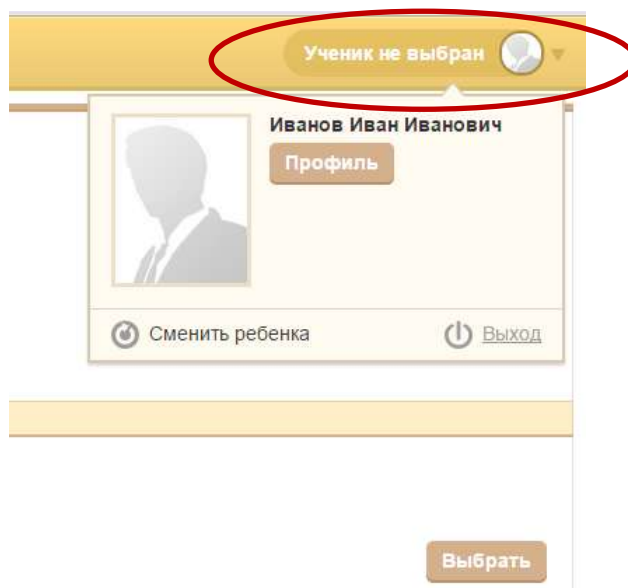 Ученик не выбран
Иванов Иван Иванович
Профиль
Сменить ребенка Выход
Выбрать